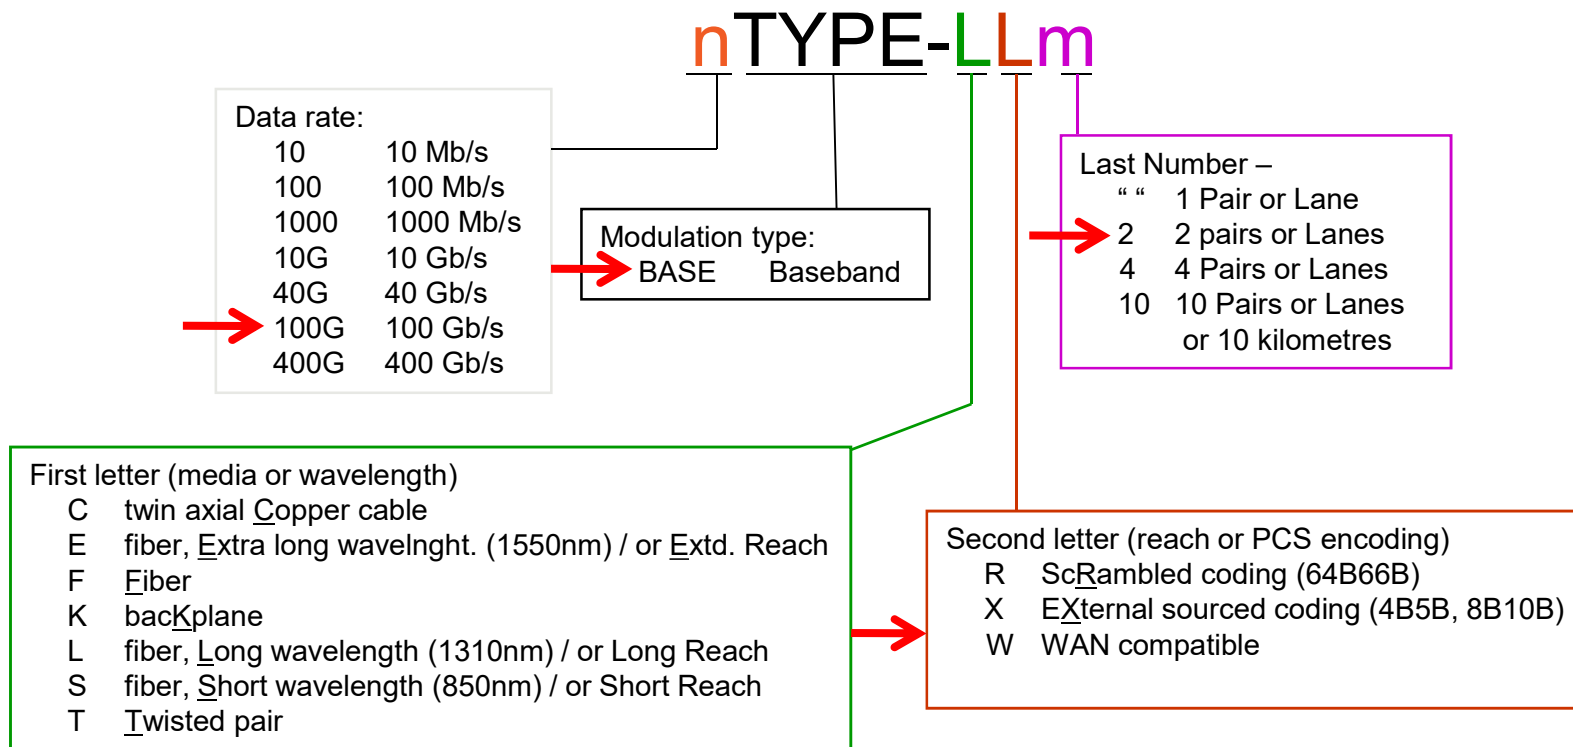 nTYPE-LLm
Data rate:
10 10 Mb/s
100 100 Mb/s
1000 1000 Mb/s
10G 10 Gb/s
40G 40 Gb/s
100G 100 Gb/s
400G 400 Gb/s
Modulation type:
BASE Baseband
Last Number –
“ “ 1 Pair or Lane
2 2 pairs or Lanes
4 4 Pairs or Lanes
10 10 Pairs or Lanes
or 10 kilometres
First letter (media or wavelength)
C twin axial Copper cable
E fiber, Extra long wavelnght. (1550nm) / or Extd. Reach
F Fiber
K bacKplane
L fiber, Long wavelength (1310nm) / or Long Reach
S fiber, Short wavelength (850nm) / or Short Reach
T Twisted pair
Second letter (reach or PCS encoding)
R ScRambled coding (64B66B)
X EXternal sourced coding (4B5B, 8B10B)
W WAN compatible